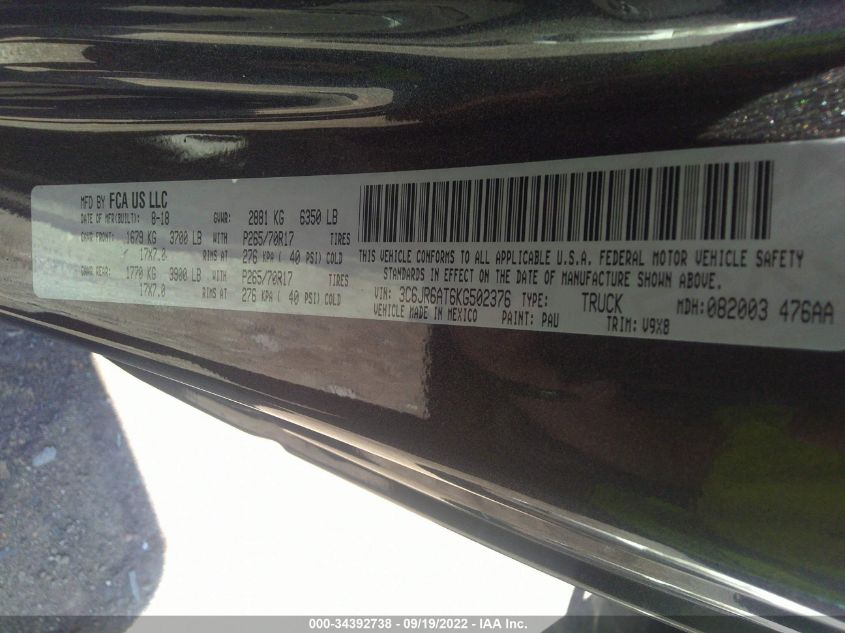 MFD BY FCA US LLC
DATE OF MFR(BUILT): 8-18 GVWR: 2881 KG 6350 LB
GAWR FRONT: 1679 KG 3700 LB WITH P265/70R17 TIRES
17X7.0 RIMS AT 276 KPA ( 40 PSI) COLD
GAWR REAR: 1770 KG 3900 LB WITH P265/70R17 TIRES
17X7.0 RIMS AT 276 KPA ( 40 PSI) COLD
THIS VEHICLE CONFORMS TO ALL APPLICABLE U.S.A. FEDERAL MOTOR VEHICLE SAFETY
STANDARDS IN EFFECT ON THE DATE OF MANUFACTURE SHOWN ABOVE.
VIN: 3C6JR6AT6KG502376 TYPE: TRUCK MDH:082003 476AA
VEHICLE MADE IN MEXICO PAINT: PAU TRIM: V9X8
000-34392738 - 09/19/2022 - IAA Inc.